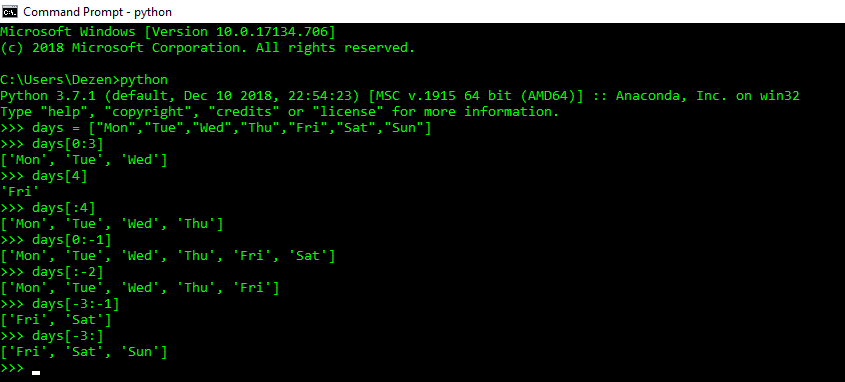 Command Prompt - python
Microsoft Windows [Version 10.0.17134.706]
(c) 2018 Microsoft Corporation. All rights reserved.
C:\Users\Dezen>python
Python 3.7.1 (default, Dec 10 2018, 22:54:23) [MSC v.1915 64 bit (AMD64)] :: Anaconda, Inc. on win32
Type "help", "copyright", "credits" or "license" for more information.
>>> days = ["Mon","Tue","Wed","Thu","Fri","Sat","Sun"]
>>> days[0:3]
['Mon', 'Tue', 'Wed']
>>> days[4]
'Fri'
>>> days[:4]
['Mon', 'Tue', 'Wed', 'Thu']
>>> days[0:-1]
['Mon', 'Tue', 'Wed', 'Thu', 'Fri', 'Sat']
>>> days[:-2]
['Mon', 'Tue', 'Wed', 'Thu', 'Fri']
>>> days[-3:-1]
['Fri', 'Sat']
>>> days[-3:]
['Fri', 'Sat', 'Sun']
>>>